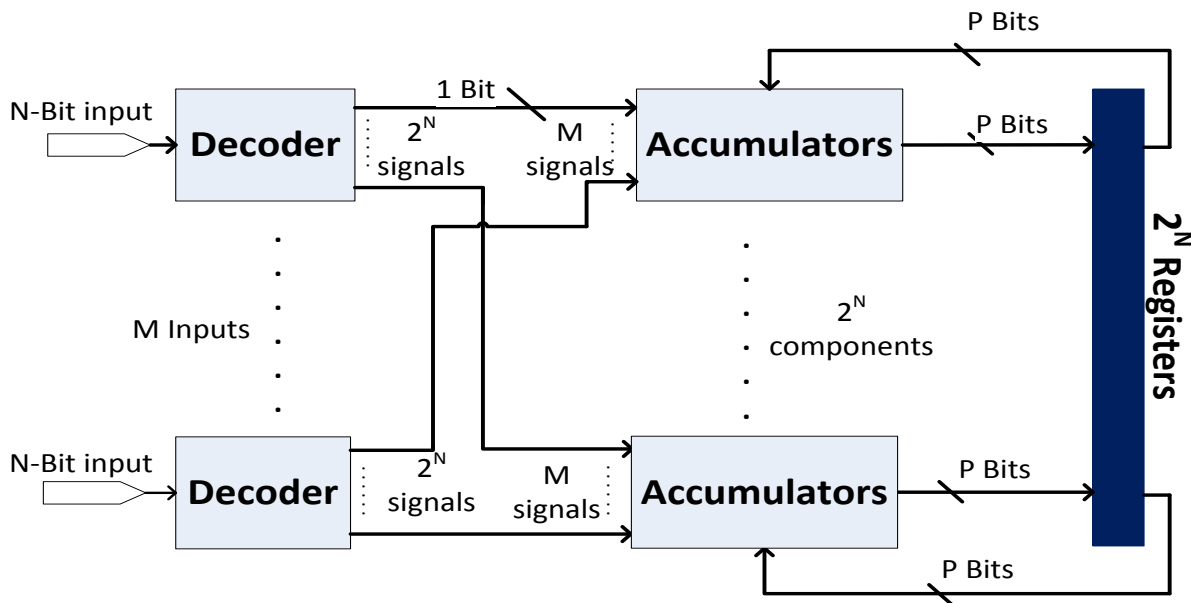 P Bits
N-Bit input
Decoder
1 Bit
2^N
signals
M
signals
Accumulators
P Bits
M Inputs
2^N
components
2^N Registers
N-Bit input
Decoder
2^N
signals
M
signals
Accumulators
P Bits
P Bits